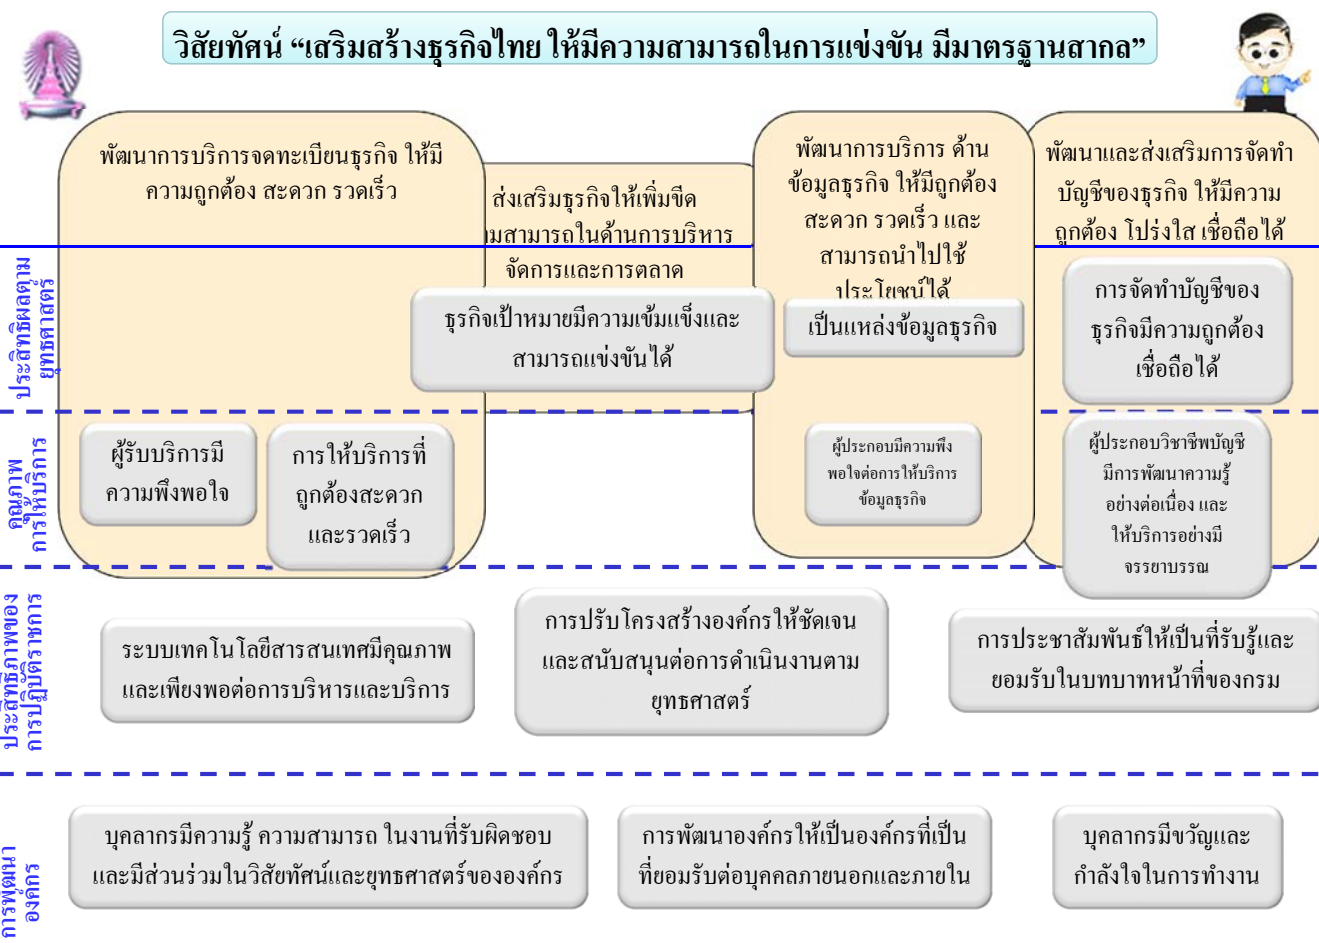 วิสัยทัศน์ “เสริมสร้างธุรกิจไทย ให้มีความสามารถในการแข่งขัน มีมาตรฐานสากล”
พัฒนาการบริการจดทะเบียนธุรกิจ ให้มี
ความถูกต้อง สะดวก รวดเร็ว
ส่งเสริมธุรกิจให้เพิ่มขีด
มสามารถในด้านการบริหาร
จัดการและการตลาด
พัฒนาการบริการ ด้าน
ข้อมูลธุรกิจ ให้มีถูกต้อง
สะดวก รวดเร็ว และ
สามารถนำไปใช้
ประโยชน์ได้
พัฒนาและส่งเสริมการจัดทำ
บัญชีของธุรกิจ ให้มีความ
ถูกต้อง โปร่งใส เชื่อถือได้
ประสิทธิผลตาม
ยุทธศาสตร์
ธุรกิจเป้าหมายมีความเข้มแข็งและ
สามารถแข่งขันได้
เป็นแหล่งข้อมูลธุรกิจ
การจัดทำบัญชีของ
ธุรกิจมีความถูกต้อง
เชื่อถือได้
คุณภาพ
การให้บริการ
ผู้รับบริการมี
ความพึงพอใจ
การให้บริการที่
ถูกต้องสะดวก
และรวดเร็ว
ผู้ประกอบมีความพึง
พอใจต่อการให้บริการ
ข้อมูลธุรกิจ
ผู้ประกอบวิชาชีพบัญชี
มีการพัฒนาความรู้
อย่างต่อเนื่อง และ
ให้บริการอย่างมี
จรรยาบรรณ
ประสิทธิภาพของ
การปฏิบัติราชการ
ระบบเทคโนโลยีสารสนเทศมีคุณภาพ
และเพียงพอต่อการบริหารและบริการ
การปรับโครงสร้างองค์กรให้ชัดเจน
และสนับสนุนต่อการดำเนินงานตาม
ยุทธศาสตร์
การประชาสัมพันธ์ให้เป็นที่รับรู้และ
ยอมรับในบทบาทหน้าที่ของกรม
การพัฒนา
องค์กร
บุคลากรมีความรู้ ความสามารถ ในงานที่รับผิดชอบ
และมีส่วนร่วมในวิสัยทัศน์และยุทธศาสตร์ขององค์กร
การพัฒนาองค์กรให้เป็นองค์กรที่เป็น
ที่ยอมรับต่อบุคคลภายนอกและภายใน
บุคลากรมีขวัญและ
กำลังใจในการทำงาน